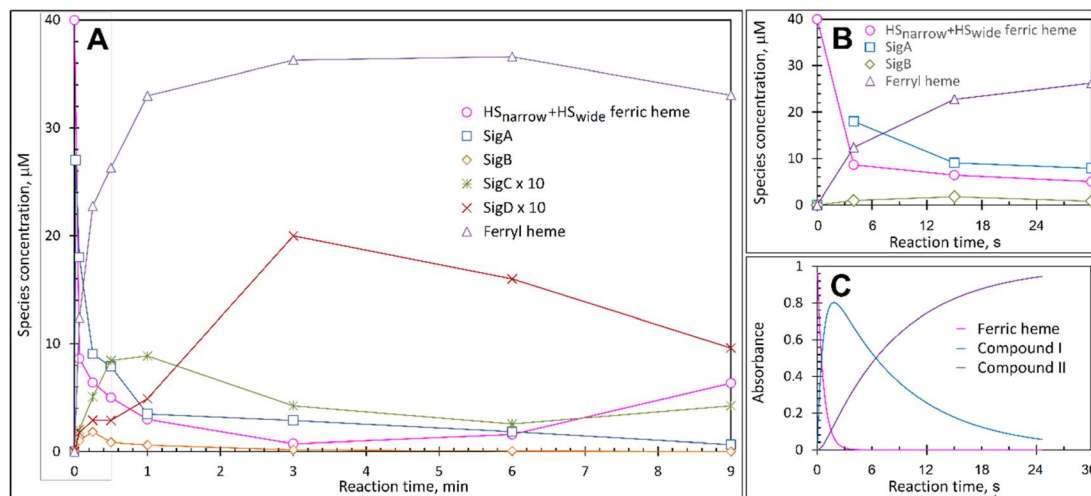 A
Species concentration, µM
40
30
20
10
0
0
1
2
3
4
5
6
7
8
9
Reaction time, min
HSnarrow+HSwide ferric heme
SigA
SigB
SigC x 10
SigD x 10
Ferryl heme
B
Species concentration, µM
40
30
20
10
0
0
6
12
18
24
30
Reaction time, s
HSnarrow+HSwide ferric heme
SigA
SigB
Ferryl heme
C
Absorbance
1
0.8
0.6
0.4
0.2
0
0
6
12
18
24
30
Reaction time, s
Ferric heme
Compound I
Compound II